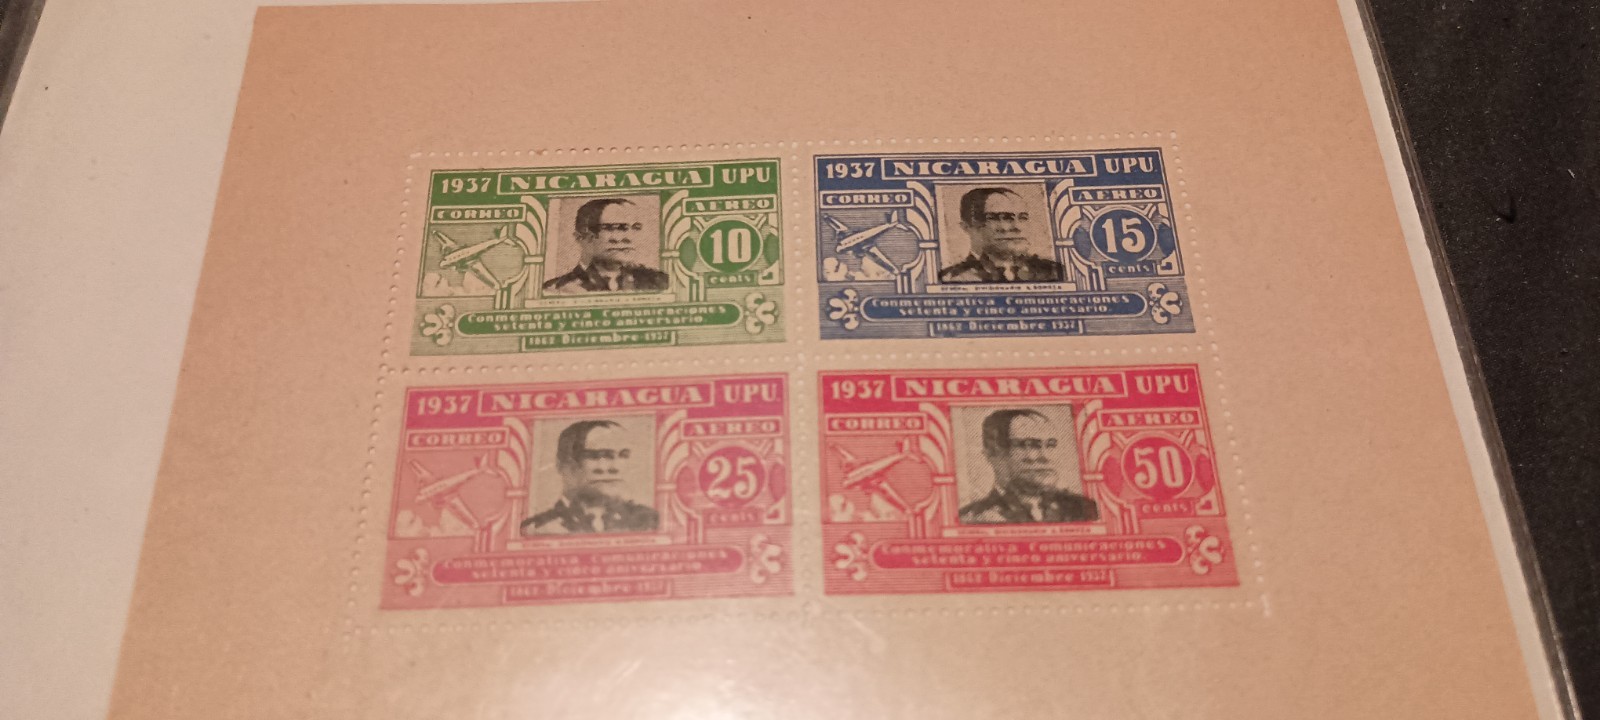 1937 NICARAGUA UPU
CORREO AEREO
10
cents
Conmemorativa Comunicaciones
setenta y cinco aniversario.
1862 Diciembre 1937
1937 NICARAGUA UPU
CORREO AEREO
15
cents
Conmemorativa Comunicaciones
setenta y cinco aniversario.
1862 Diciembre 1937
1937 NICARAGUA UPU
CORREO AEREO
25
cents
Conmemorativa Comunicaciones
setenta y cinco aniversario.
1862 Diciembre 1937
1937 NICARAGUA UPU
CORREO AEREO
50
cents
Conmemorativa Comunicaciones
setenta y cinco aniversario.
1862 Diciembre 1937